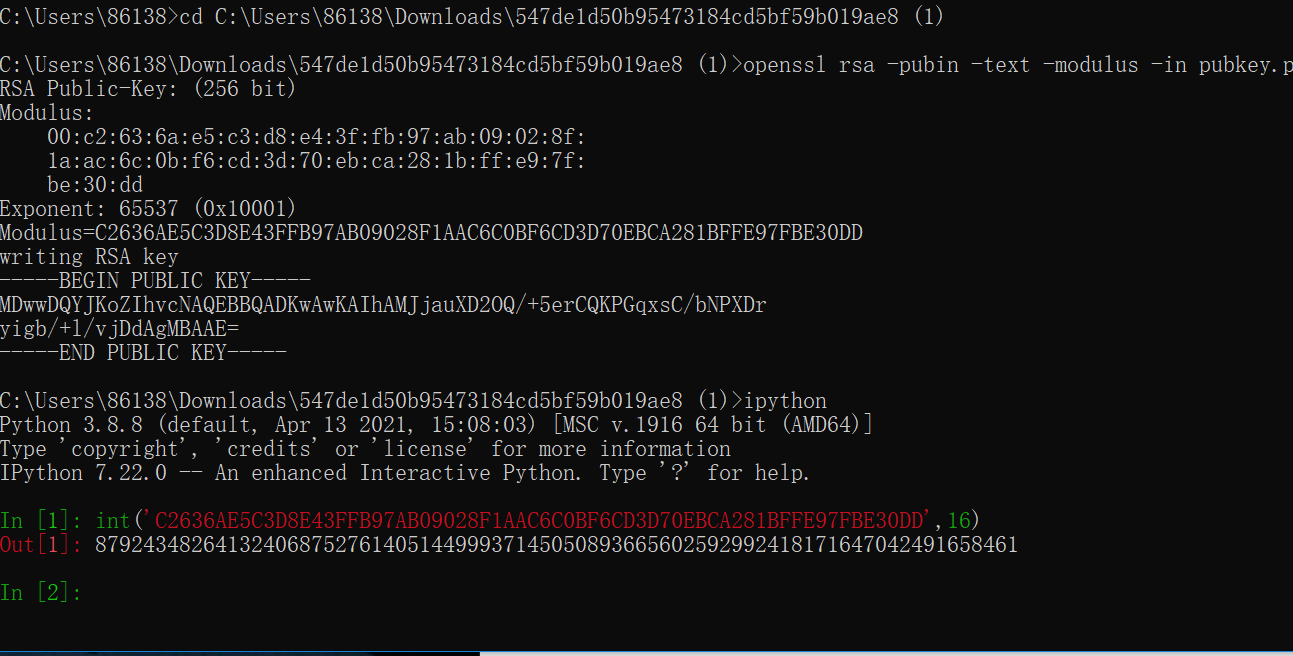 C:\Users\86138>cd C:\Users\86138\Downloads\547de1d50b95473184cd5bf59b019ae8 (1)
C:\Users\86138\Downloads\547de1d50b95473184cd5bf59b019ae8 (1)>openssl rsa -pubin -text -modulus -in pubkey.p
RSA Public-Key: (256 bit)
Modulus:
00:c2:63:6a:e5:c3:d8:e4:3f:fb:97:ab:09:02:8f:
1a:ac:6c:0b:f6:cd:3d:70:eb:ca:28:1b:ff:e9:7f:
be:30:dd
Exponent: 65537 (0x10001)
Modulus=C2636AE5C3D8E43FFB97AB09028F1AAC6C0BF6CD3D70EBCA281BFFE97FBE30DD
writing RSA key
-----BEGIN PUBLIC KEY-----
MDwwDQYJKoZIhvcNAQEBBQADKwAwKAIhAMJjauXD2OQ/+5erCQKPGqxsC/bNPXDr
yigb/+l/vjDdAgMBAAE=
-----END PUBLIC KEY-----
C:\Users\86138\Downloads\547de1d50b95473184cd5bf59b019ae8 (1)>ipython
Python 3.8.8 (default, Apr 13 2021, 15:08:03) [MSC v.1916 64 bit (AMD64)]
Type 'copyright', 'credits' or 'license' for more information
IPython 7.22.0 -- An enhanced Interactive Python. Type '?' for help.
In [1]: int('C2636AE5C3D8E43FFB97AB09028F1AAC6C0BF6CD3D70EBCA281BFFE97FBE30DD',16)
Out[1]: 87924348264132406875276140514499937145050893665602592992418171647042491658461
In [2]: